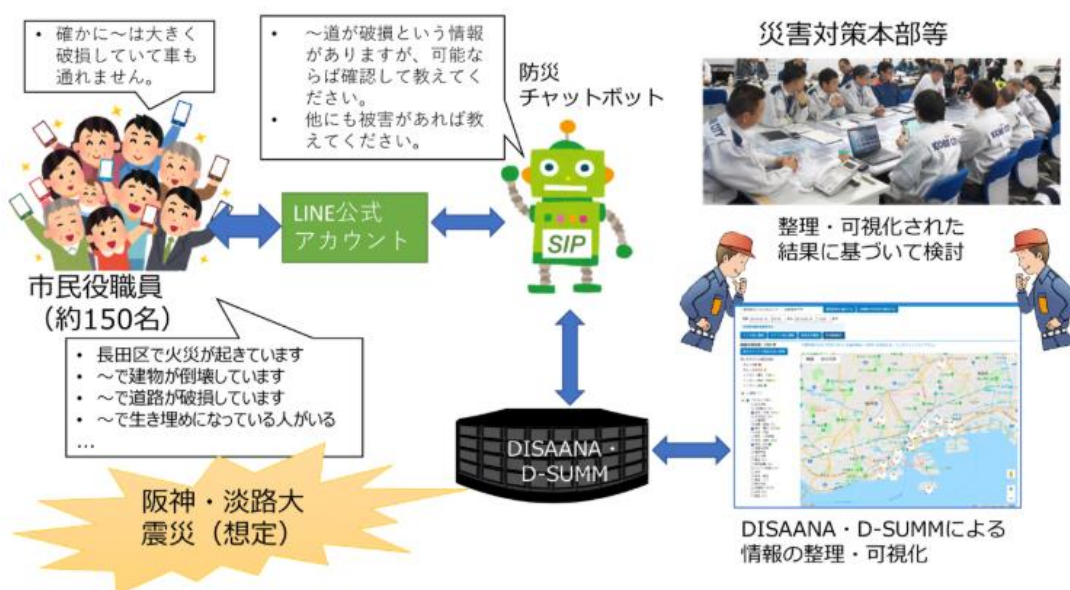 • 確かに～は大きく
破損していて車も
通れません。
• ～道が破損という情報
がありますが、可能な
らば確認して教えてく
ださい。
• 他にも被害があれば教
えてください。
防災
チャットボット
災害対策本部等
LINE公式
アカウント
SIP
整理・可視化された
結果に基づいて検討
市民役職員
（約150名）
• 長田区で火災が起きています
• ～で建物が倒壊しています
• ～で道路が破損しています
• ～で生き埋めになっている人がいる
…
DISAANA・
D-SUMM
阪神・淡路大
震災（想定）
DISAANA・D-SUMMによる
情報の整理・可視化